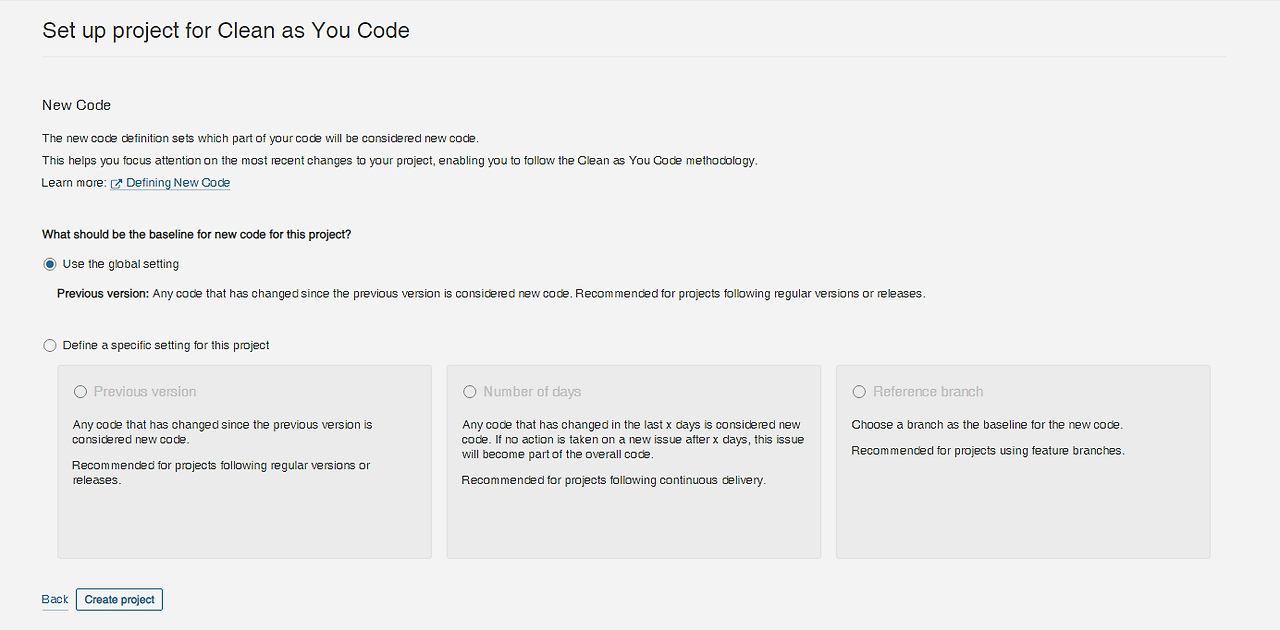 Set up project for Clean as You Code
New Code
The new code definition sets which part of your code will be considered new code.
This helps you focus attention on the most recent changes to your project, enabling you to follow the Clean as You Code methodology.
Learn more: Defining New Code
What should be the baseline for new code for this project?
Use the global setting
Previous version: Any code that has changed since the previous version is considered new code. Recommended for projects following regular versions or releases.
Define a specific setting for this project
Previous version
Any code that has changed since the previous version is
considered new code.
Recommended for projects following regular versions or
releases.
Number of days
Any code that has changed in the last x days is considered new
code. If no action is taken on a new issue after x days, this issue
will become part of the overall code.
Recommended for projects following continuous delivery.
Reference branch
Choose a branch as the baseline for the new code.
Recommended for projects using feature branches.
Back Create project